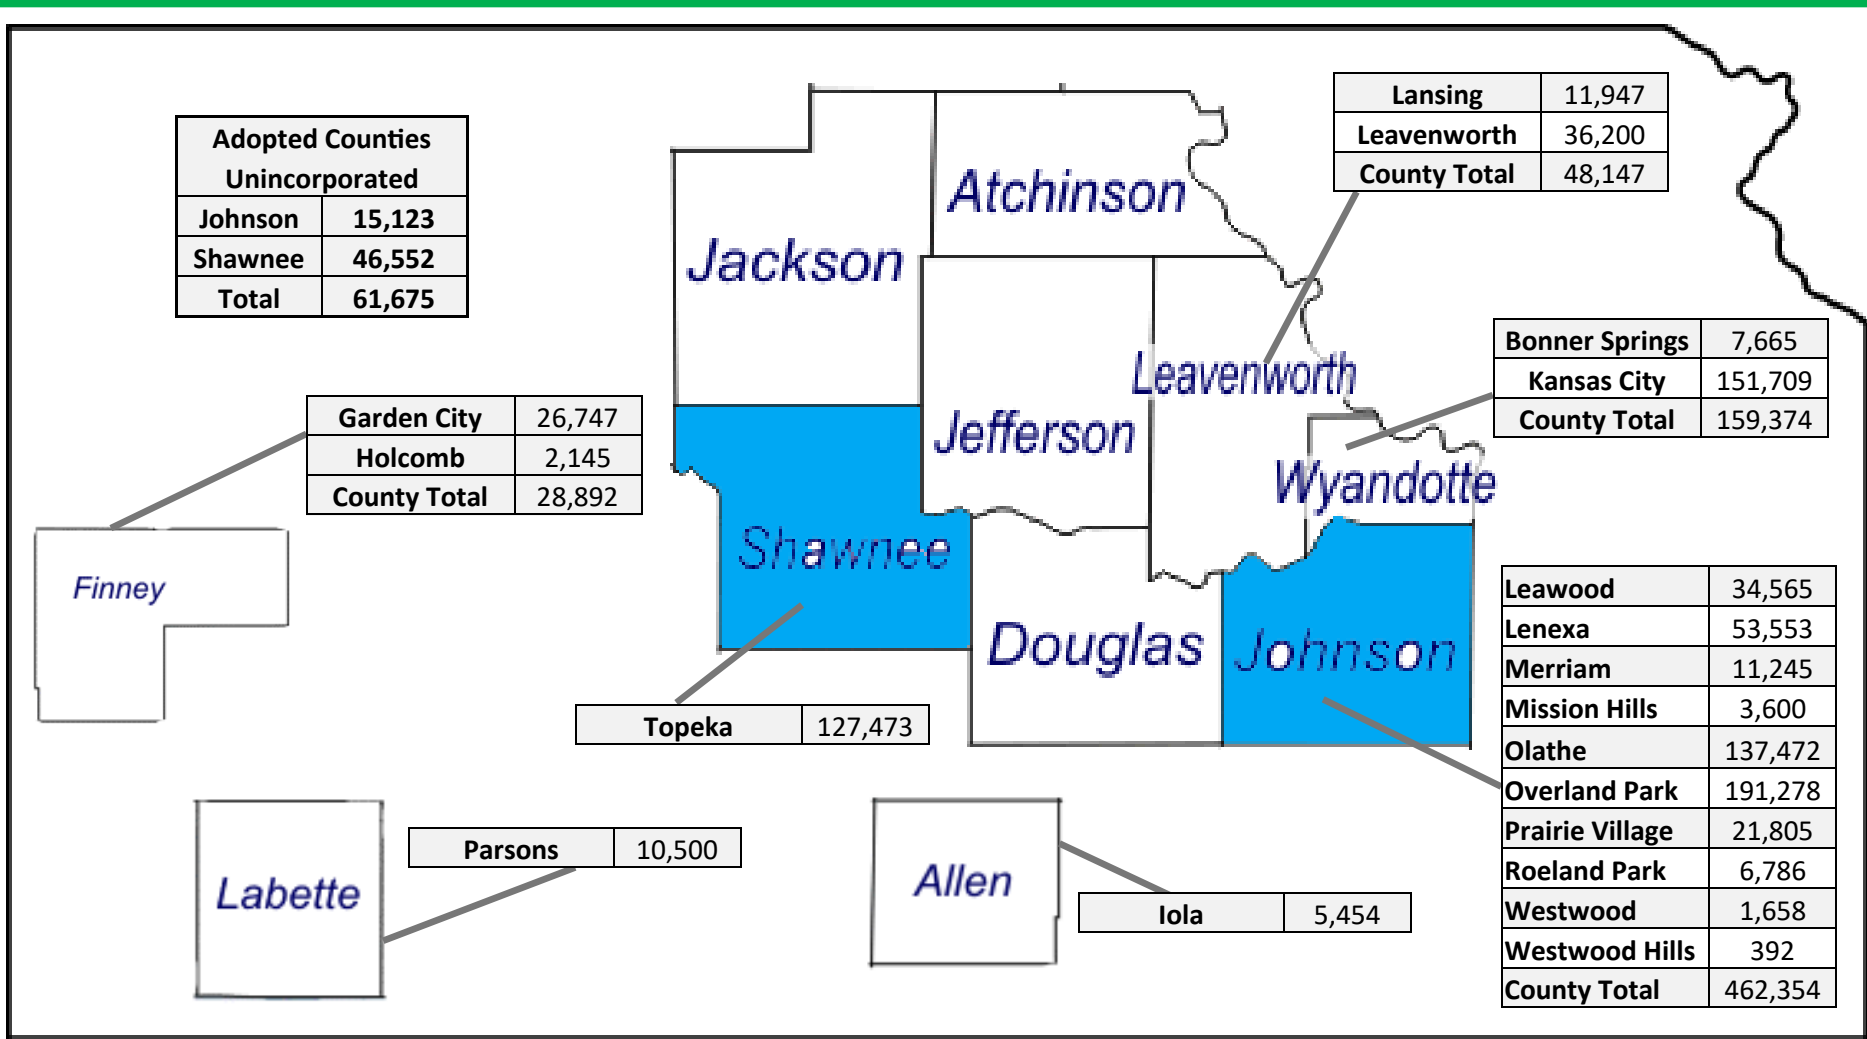 Adopted Counties
Unincorporated
Johnson 15,123
Shawnee 46,552
Total 61,675
Lansing 11,947
Leavenworth 36,200
County Total 48,147
Atchinson
Jackson
Bonner Springs 7,665
Kansas City 151,709
County Total 159,374
Leavenworth
Garden City 26,747
Holcomb 2,145
County Total 28,892
Jefferson
Wyandotte
Shawnee
Finney
Douglas
Johnson
Leawood 34,565
Lenexa 53,553
Merriam 11,245
Mission Hills 3,600
Olathe 137,472
Overland Park 191,278
Prairie Village 21,805
Roeland Park 6,786
Westwood 1,658
Westwood Hills 392
County Total 462,354
Topeka 127,473
Parsons 10,500
Labette
Allen
Iola 5,454